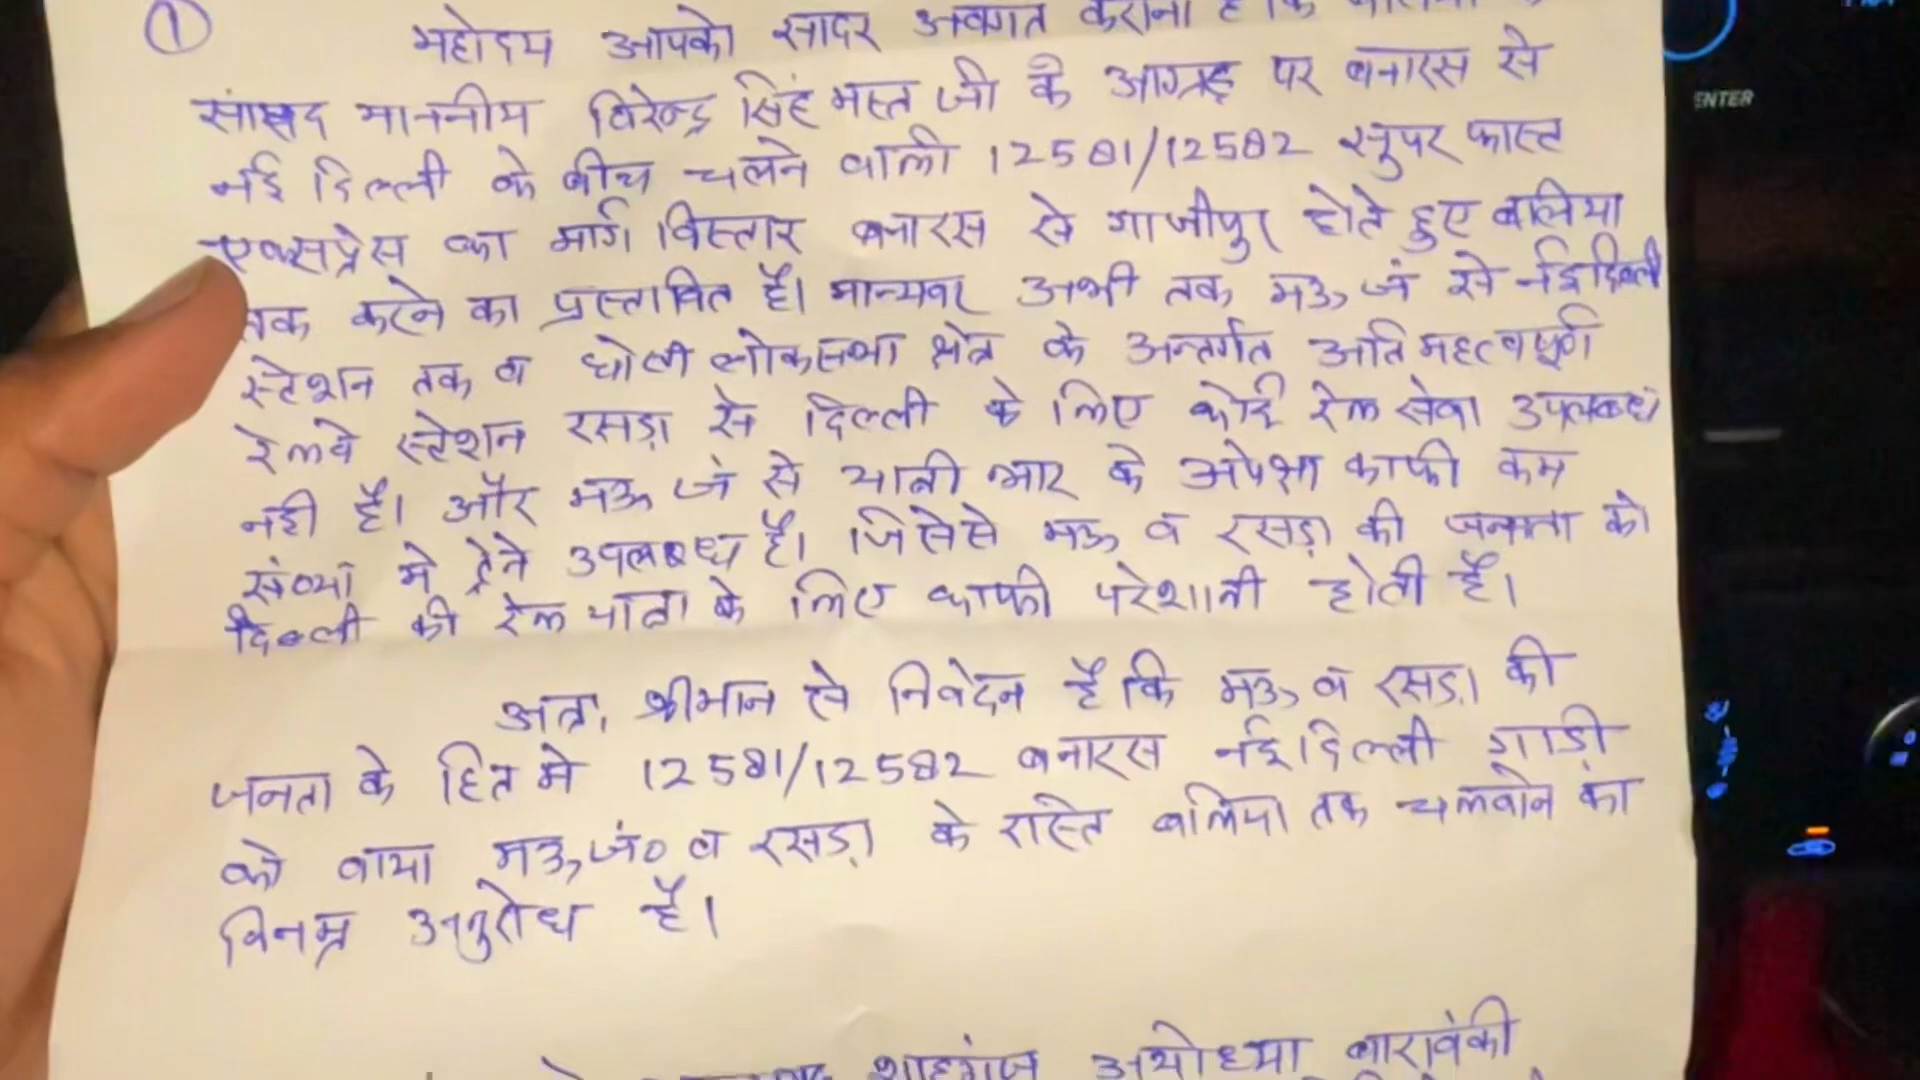 ①
महोदय आपको सादर अवगत कराना है कि
सांसद माननीय विरेन्द्र सिंह मस्त जी के आग्रह पर बनारस से
नई दिल्ली के बीच चलने वाली 12581/12582 सुपर फास्ट
एक्सप्रेस का मार्ग विस्तार बनारस से गाजीपुर होते हुए बलिया
तक करने का प्रस्तावित है। मान्यवर अभी तक मऊ जं से नई दिल्ली
स्टेशन तक व घोसी लोकसभा क्षेत्र के अन्तर्गत अति महत्वपूर्ण
रेलवे स्टेशन रसड़ा से दिल्ली के लिए कोई रेल सेवा उपलब्ध
नही है। और मऊ जं से यात्री भार के अपेक्षा काफी कम
संख्या मे ट्रेने उपलब्ध है। जिसेसे मऊ व रसड़ा की जनता को
दिल्ली की रेल यात्रा के लिए काफी परेशानी होती है।
अतः श्रीमान से निवेदन है कि मऊ व रसड़ा की
जनता के हित मे 12581/12582 बनारस नई दिल्ली गाड़ी
को वाया मऊ जं० व रसड़ा के रास्ते बलिया तक चलवाने का
विनम्र अनुरोध है।
शाहगंज अयोध्या बाराबंकी
ENTER